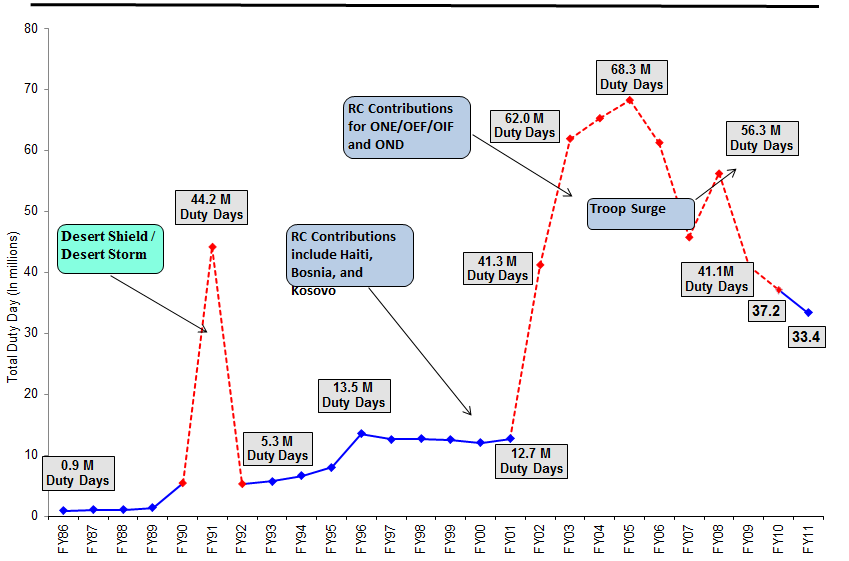 80
70
60
50
40
30
20
10
0
Total Duty Day (In millions)
0.9 M
Duty Days
Desert Shield /
Desert Storm
44.2 M
Duty Days
5.3 M
Duty Days
RC Contributions
include Haiti,
Bosnia, and
Kosovo
13.5 M
Duty Days
RC Contributions
for ONE/OEF/OIF
and OND
12.7 M
Duty Days
41.3 M
Duty Days
62.0 M
Duty Days
68.3 M
Duty Days
Troop Surge
56.3 M
Duty Days
41.1M
Duty Days
37.2
33.4
FY86
FY87
FY88
FY89
FY90
FY91
FY92
FY93
FY94
FY95
FY96
FY97
FY98
FY99
FY00
FY01
FY02
FY03
FY04
FY05
FY06
FY07
FY08
FY09
FY10
FY11